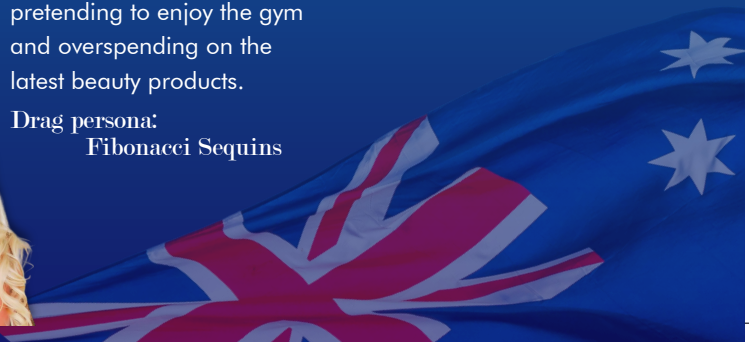 pretending to enjoy the gym
and overspending on the
latest beauty products.
Drag persona:
Fibonacci Sequins